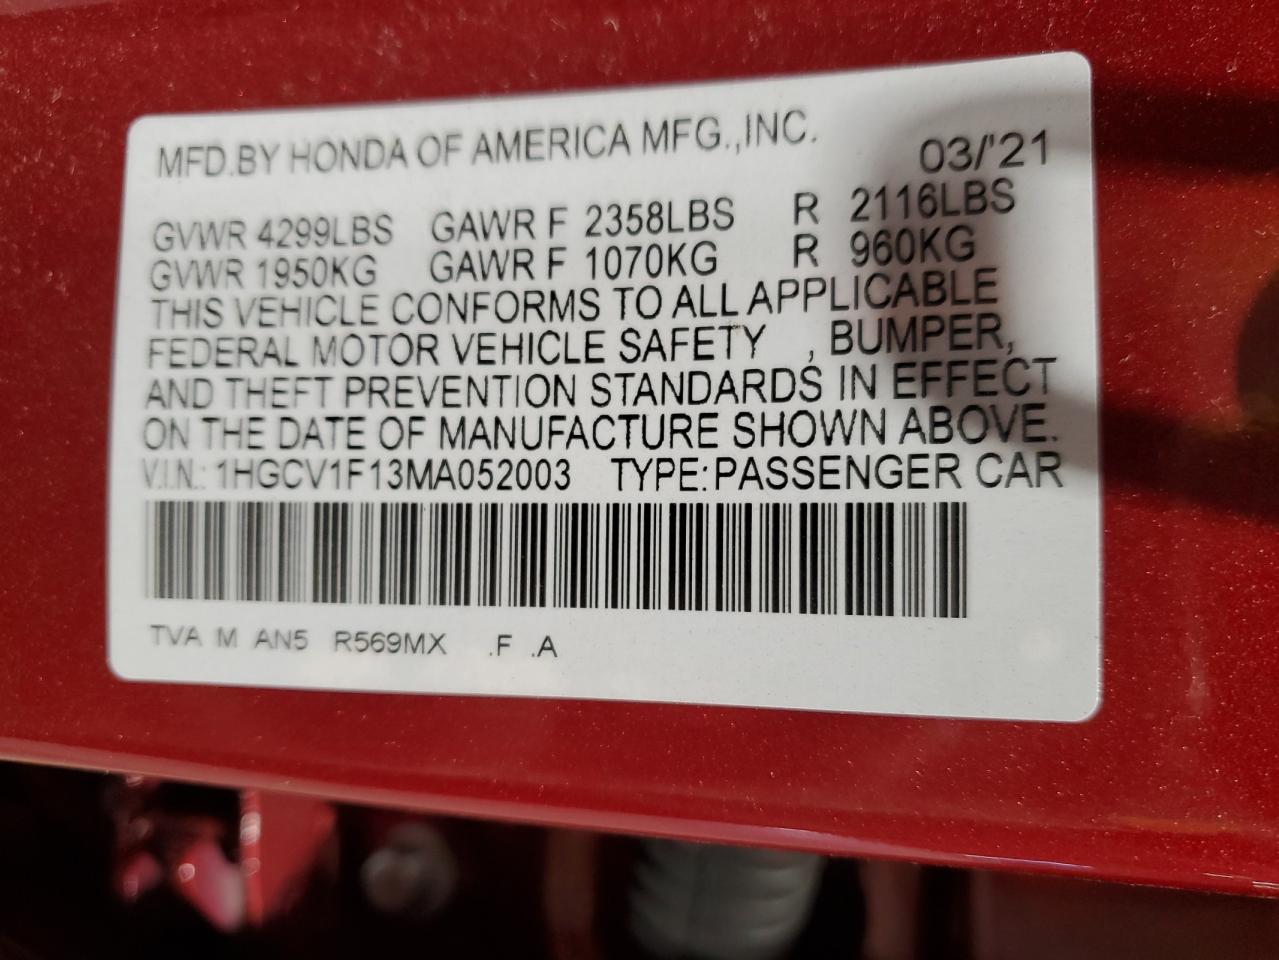 MFD.BY HONDA OF AMERICA MFG.,INC.
03/'21
GVWR 4299LBS GAWR F 2358LBS R 2116LBS
GVWR 1950KG GAWR F 1070KG R 960KG
THIS VEHICLE CONFORMS TO ALL APPLICABLE
FEDERAL MOTOR VEHICLE SAFETY , BUMPER,
AND THEFT PREVENTION STANDARDS IN EFFECT
ON THE DATE OF MANUFACTURE SHOWN ABOVE.
V.I.N.: 1HGCV1F13MA052003 TYPE:PASSENGER CAR
TVA M AN5 R569MX .F .A